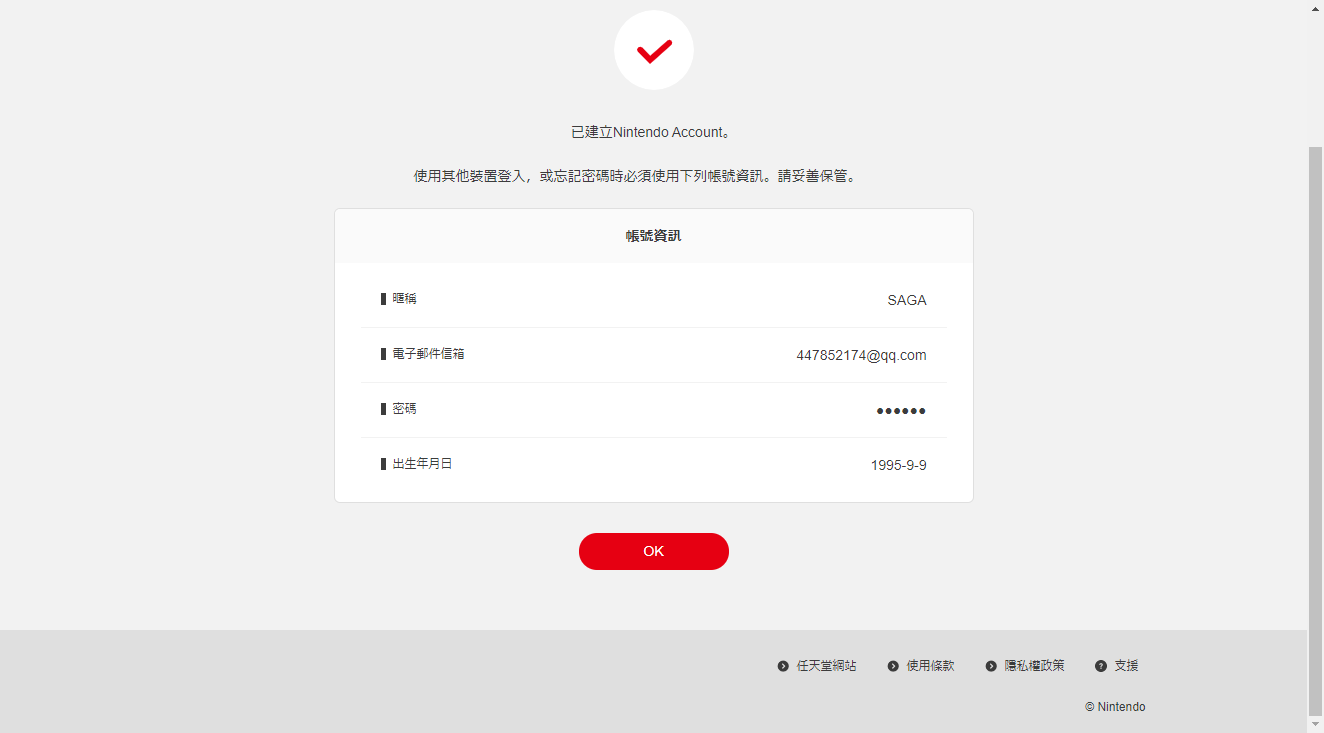 已建立Nintendo Account。
使用其他裝置登入，或忘記密碼時必須使用下列帳號資訊。請妥善保管。
帳號資訊
暱稱
SAGA
電子郵件信箱
447852174@qq.com
密碼
●●●●●●
出生年月日
1995-9-9
OK
任天堂網站
使用條款
隱私權政策
支援
© Nintendo